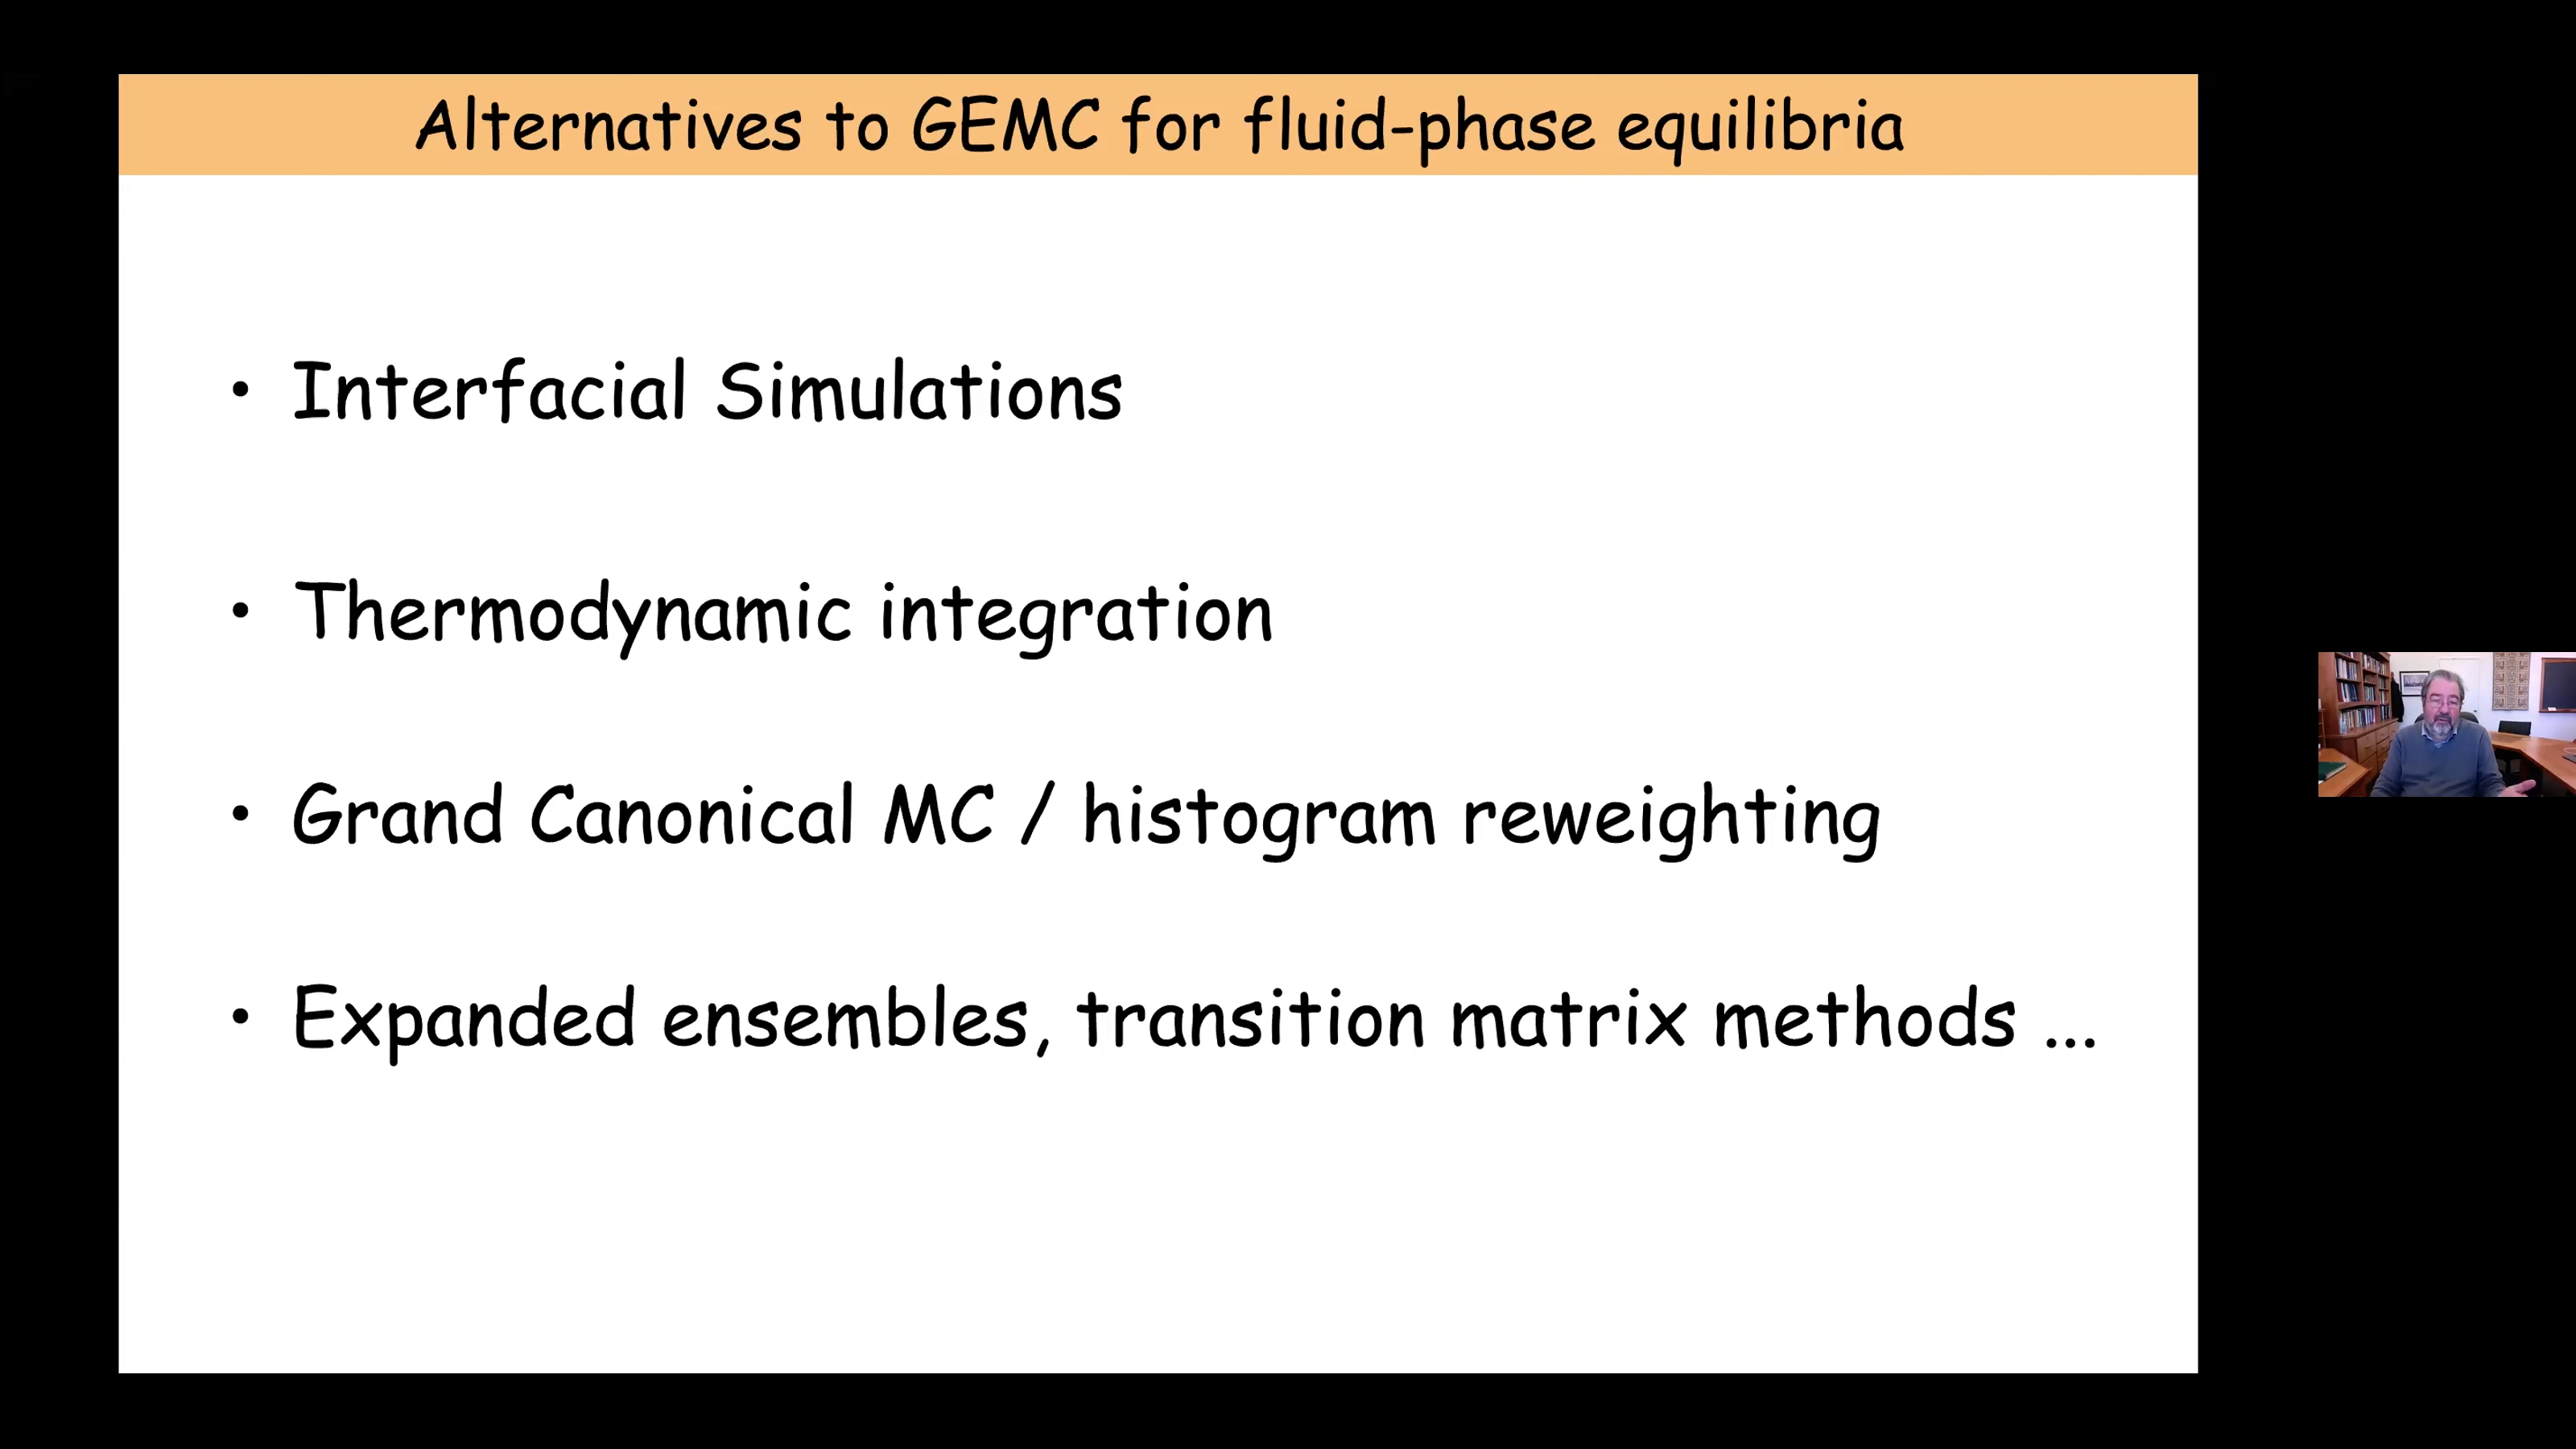 Alternatives to GEMC for fluid-phase equilibria
• Interfacial Simulations
• Thermodynamic integration
• Grand Canonical MC / histogram reweighting
• Expanded ensembles, transition matrix methods ...